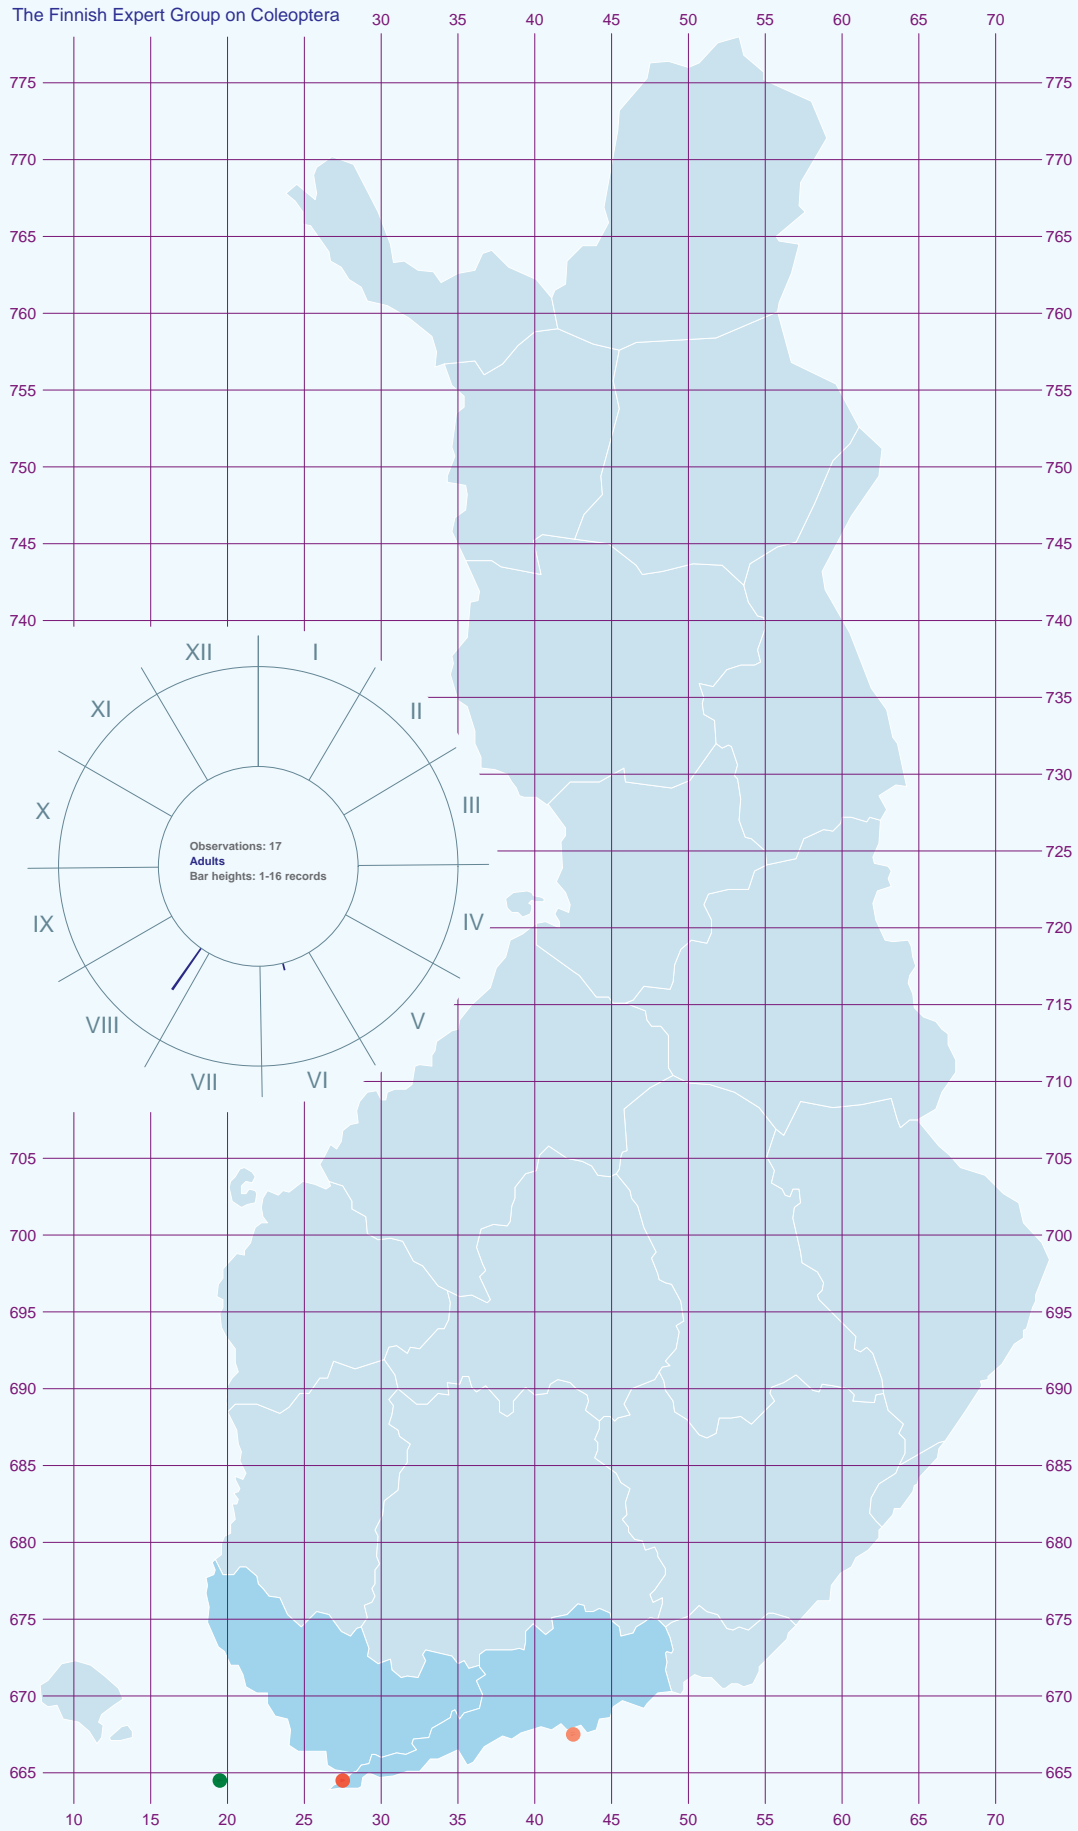 The Finnish Expert Group on Coleoptera
30 40 50 55 60 65 70 35 45
775 775
770 770
765 765
760 760
755 755
750 750
745 745
740 740
XII I
XI II
735
730
X III
Observations: 17
Adults
Bar heights: 1-16 records
725
IX IV
720
715
VIII V
VII VI
710
705 705
700 700
695 695
690 690
685 685
680 680
675 675
670 670
665 665
10 15 20 25 30 35 40 45 50 55 60 65 70